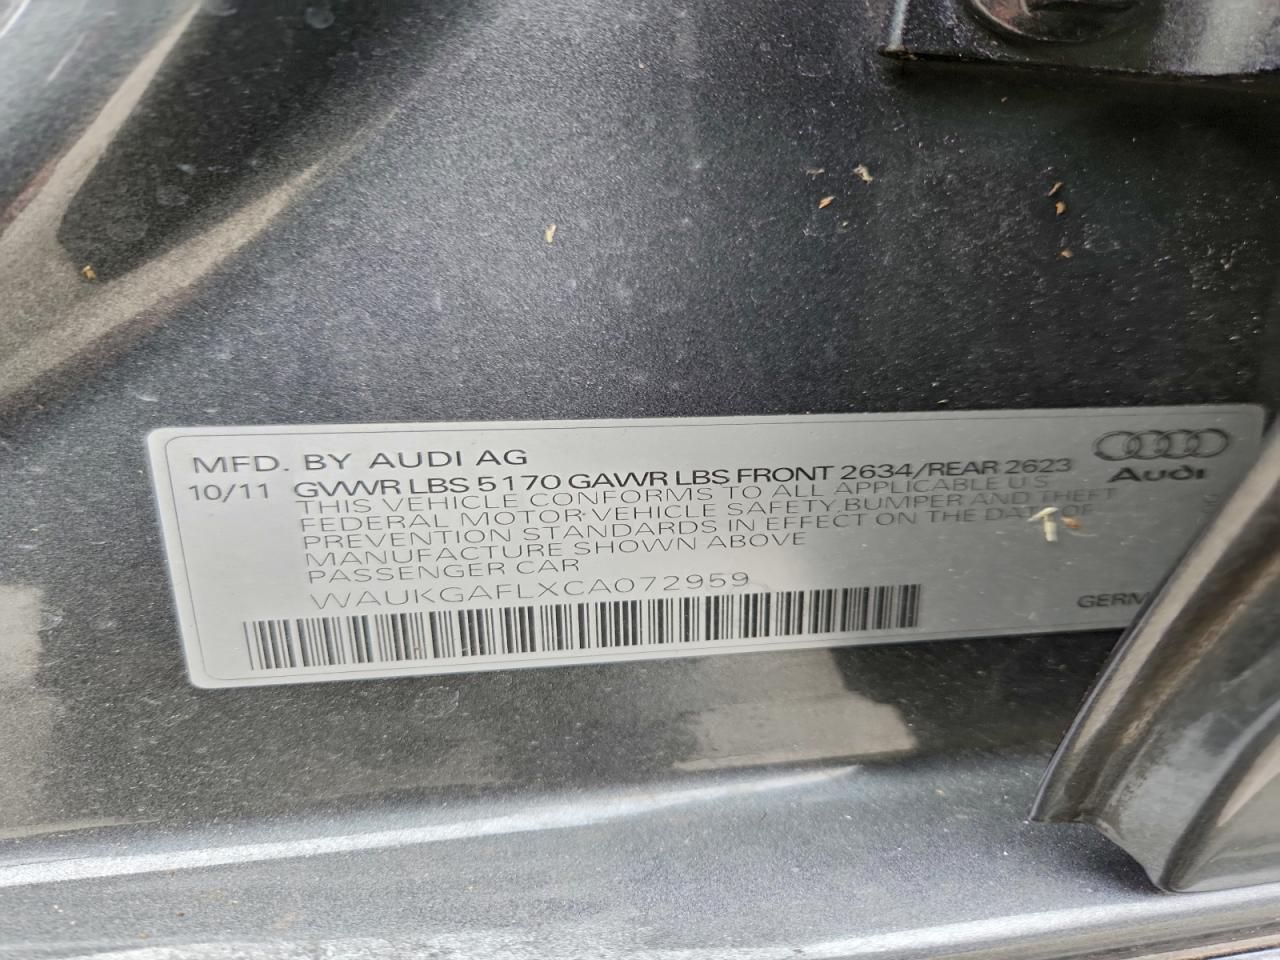 MFD. BY AUDI AG
10/11 GVWR LBS 5170 GAWR LBS FRONT 2634/REAR 2623
THIS VEHICLE CONFORMS TO ALL APPLICABLE U S
FEDERAL MOTOR VEHICLE SAFETY, BUMPER AND THEFT
PREVENTION STANDARDS IN EFFECT ON THE DATE OF
MANUFACTURE SHOWN ABOVE
PASSENGER CAR
WAUKGAFLXCA072959
Audi
GERM